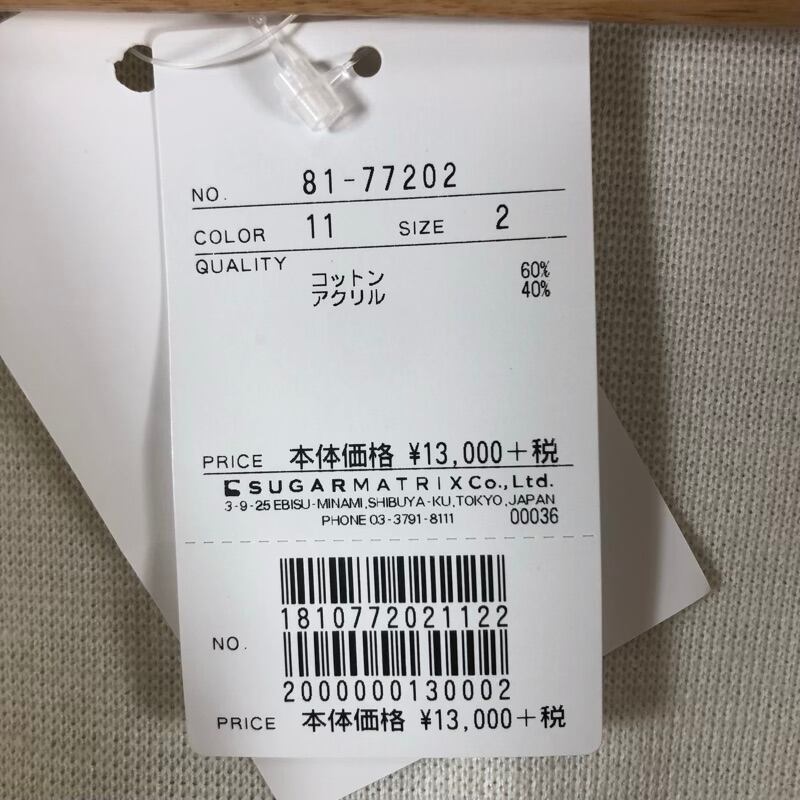 NO. 81-77202
COLOR 11 SIZE 2
QUALITY
コットン 60%
アクリル 40%
PRICE 本体価格 ¥13,000+税
SUGARMATRIX Co., Ltd.
3-9-25 EBISU-MINAMI, SHIBUYA-KU, TOKYO, JAPAN
PHONE 03-3791-8111 00036
1810772021122
NO.
2000000130002
PRICE 本体価格 ¥13,000+税